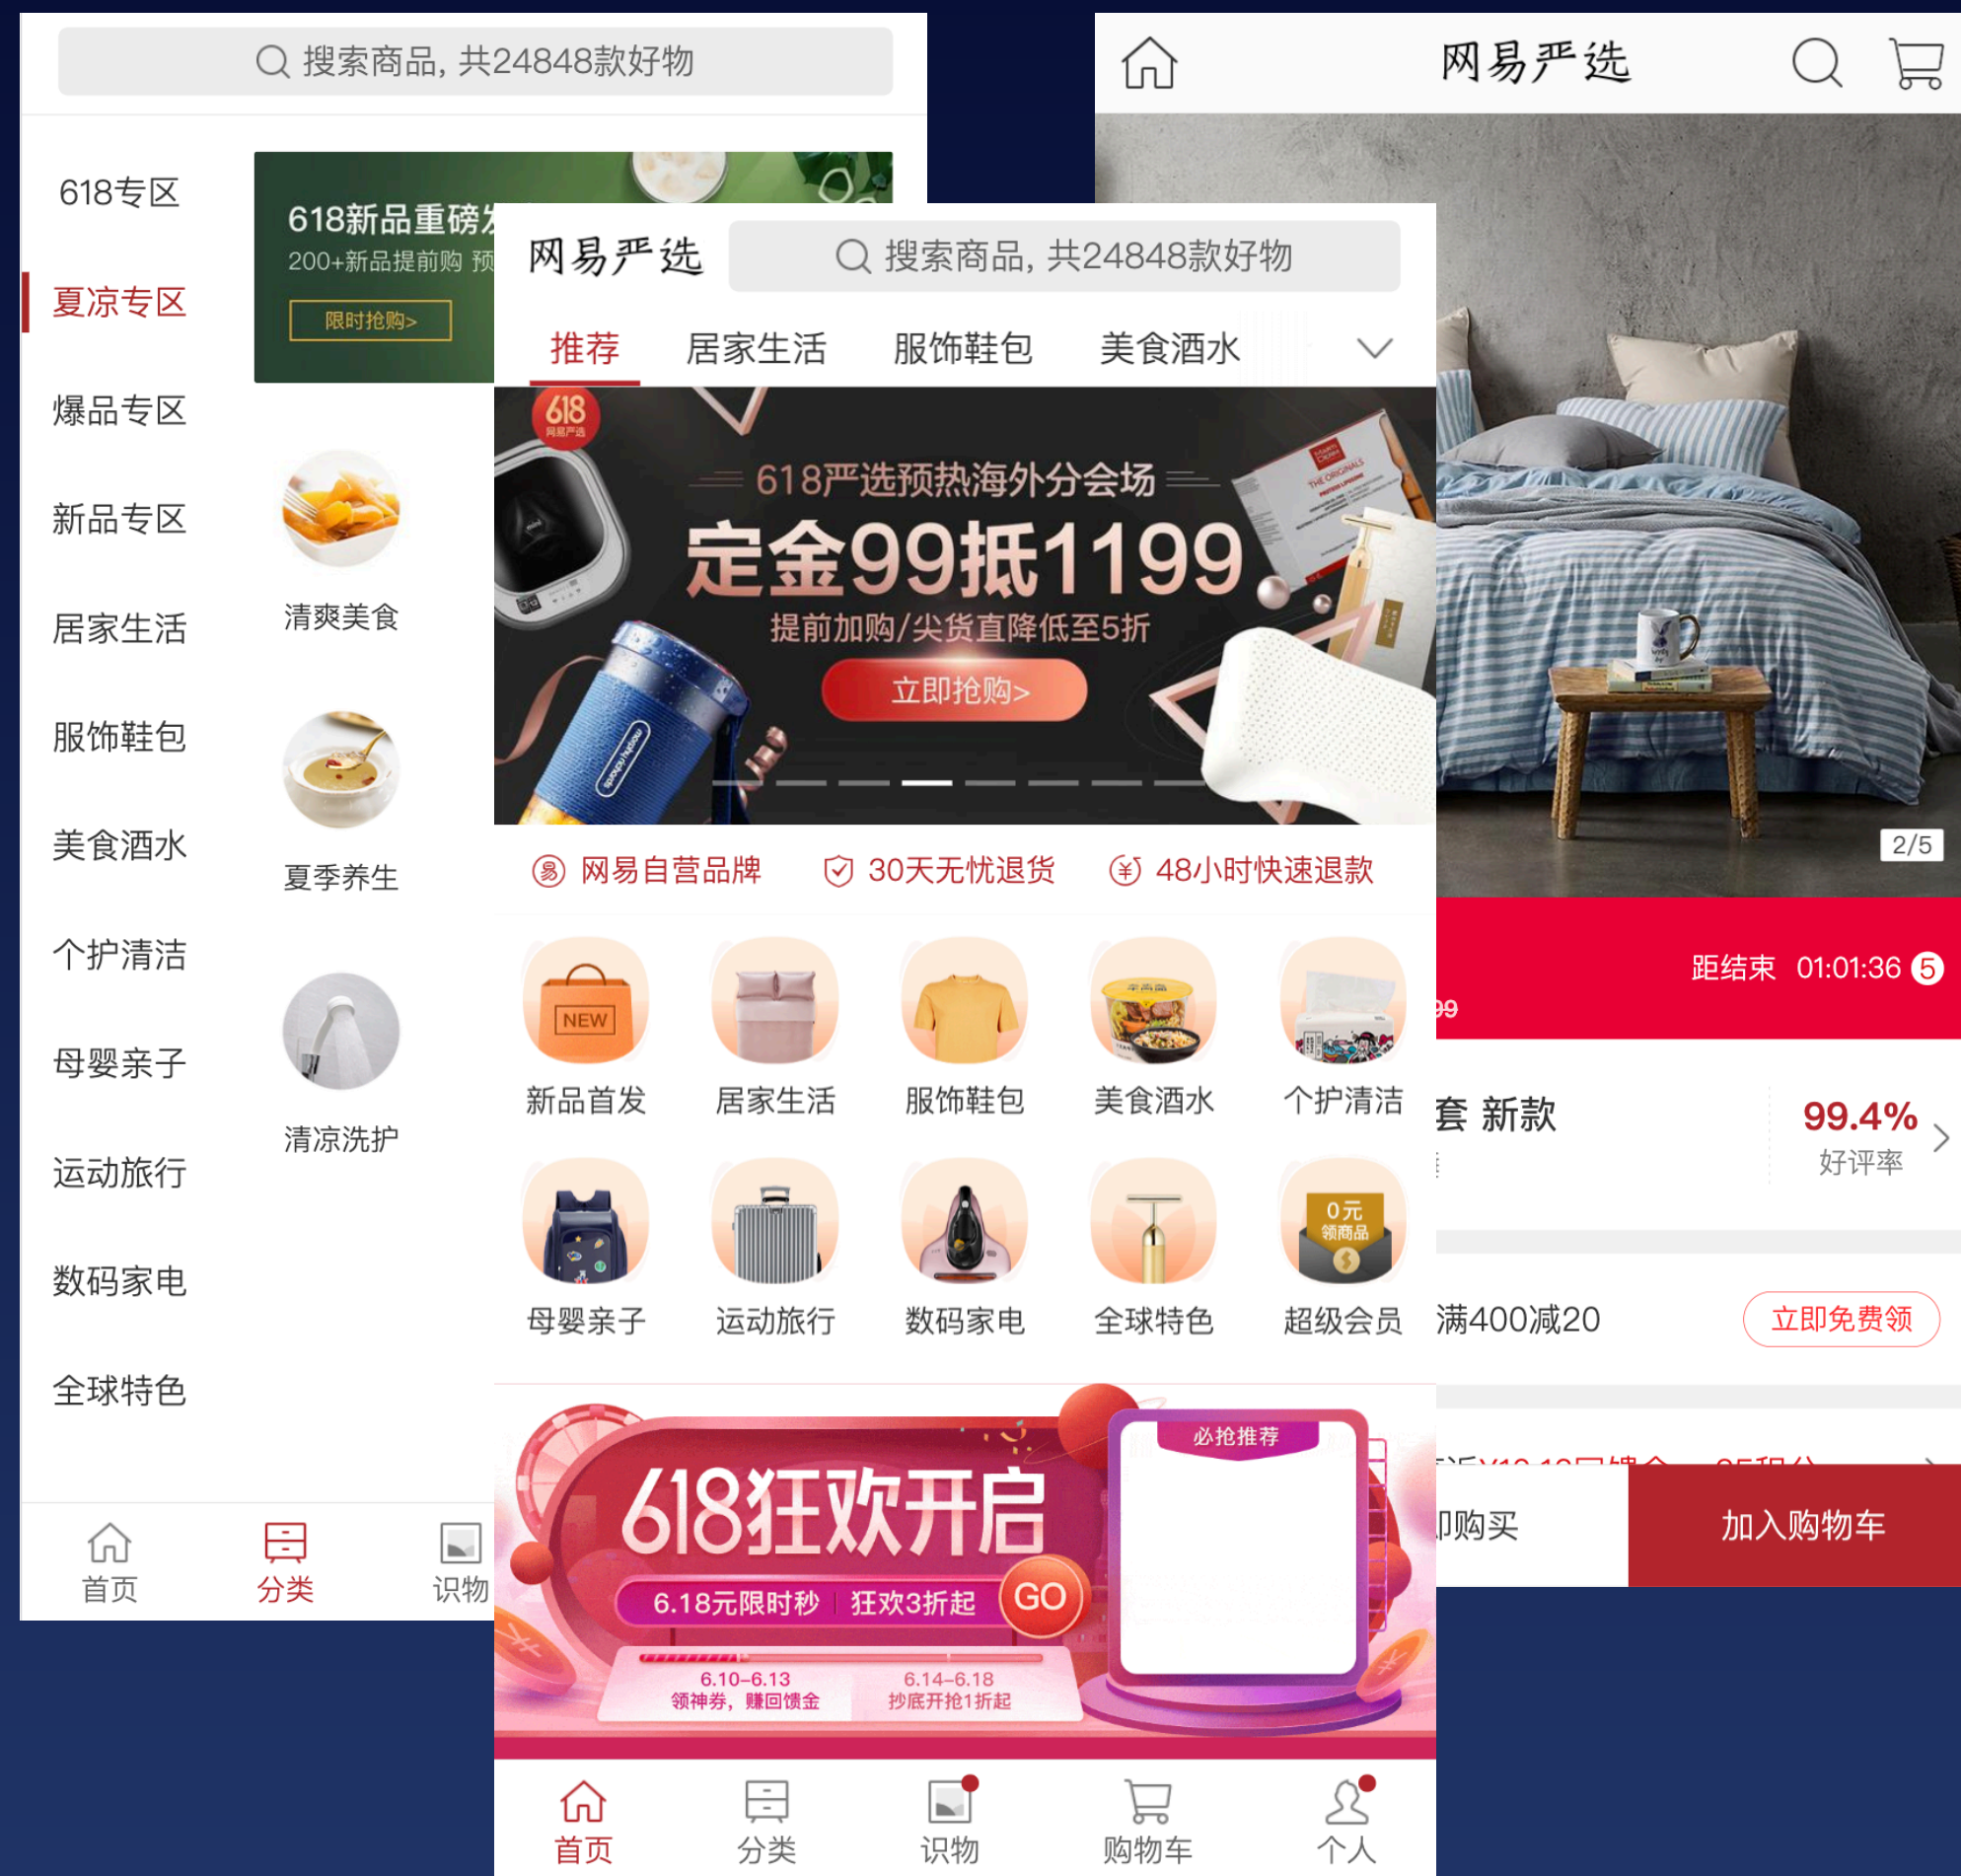 搜索商品, 共24848款好物
618专区
夏凉专区
爆品专区
新品专区
居家生活
服饰鞋包
美食酒水
个护清洁
母婴亲子
运动旅行
数码家电
全球特色
618新品重磅
200+新品提前购 预
限时抢购>
清爽美食
夏季养生
清凉洗护
首页
分类
识物
网易严选
搜索商品, 共24848款好物
推荐 居家生活 服饰鞋包 美食酒水
618
网易严选
618严选预热海外分会场
定金99抵1199
提前加购/尖货直降低至5折
立即抢购>
morphy richards
THE ORIGINALS
网易自营品牌 30天无忧退货 48小时快速退款
NEW
新品首发 居家生活 服饰鞋包 美食酒水 个护清洁
0元
领商品
母婴亲子 运动旅行 数码家电 全球特色 超级会员
618狂欢开启
6.18元限时秒 狂欢3折起
GO
必抢推荐
6.10–6.13
领神券，赚回馈金
6.14–6.18
抄底开抢1折起
首页 分类 识物 购物车 个人
网易严选
2/5
距结束 01:01:36 5
99
套 新款
99.4%
好评率
满400减20
立即免费领
购买
加入购物车